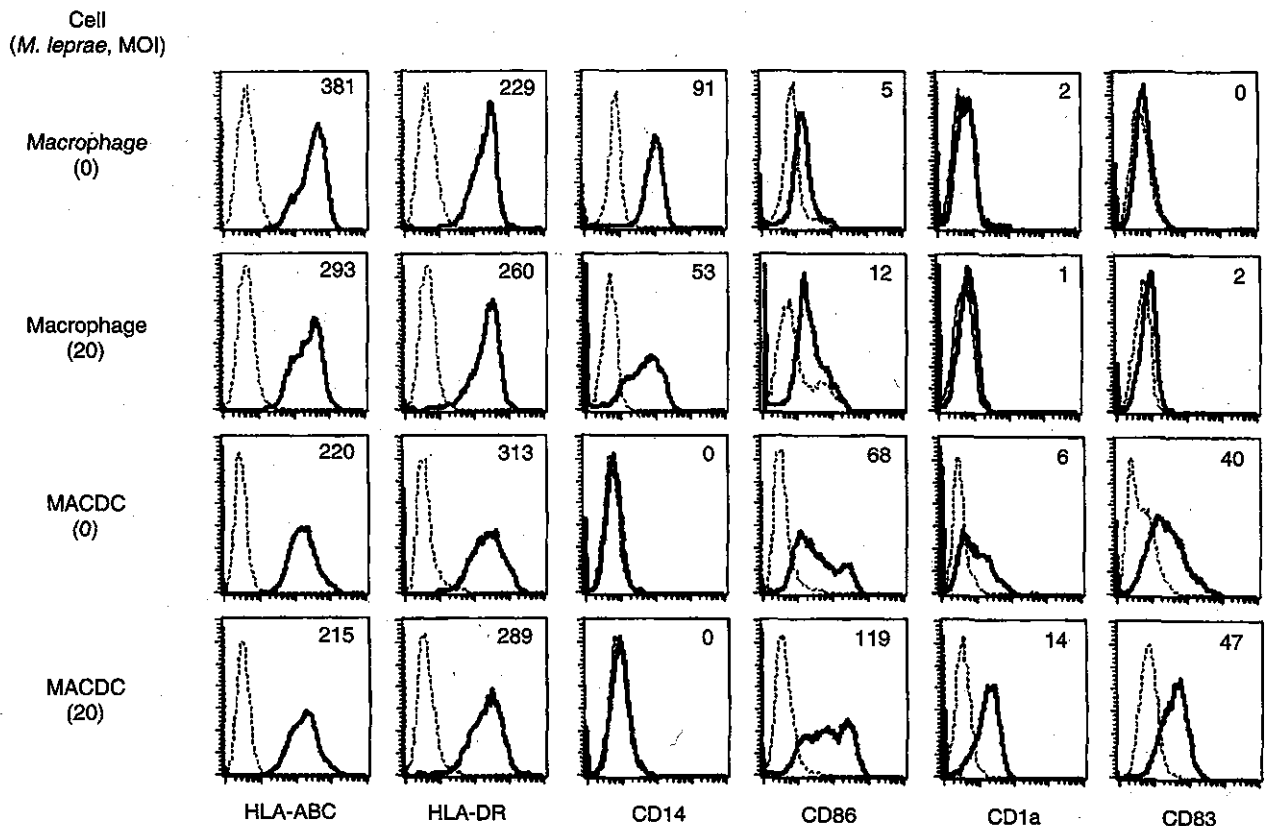 Cell
(M. leprae, MOI)
Macrophage
(0)
381
229
91
5
2
0
Macrophage
(20)
293
260
53
12
1
2
MACDC
(0)
220
313
0
68
6
40
MACDC
(20)
215
289
0
119
14
47
HLA-ABC
HLA-DR
CD14
CD86
CD1a
CD83